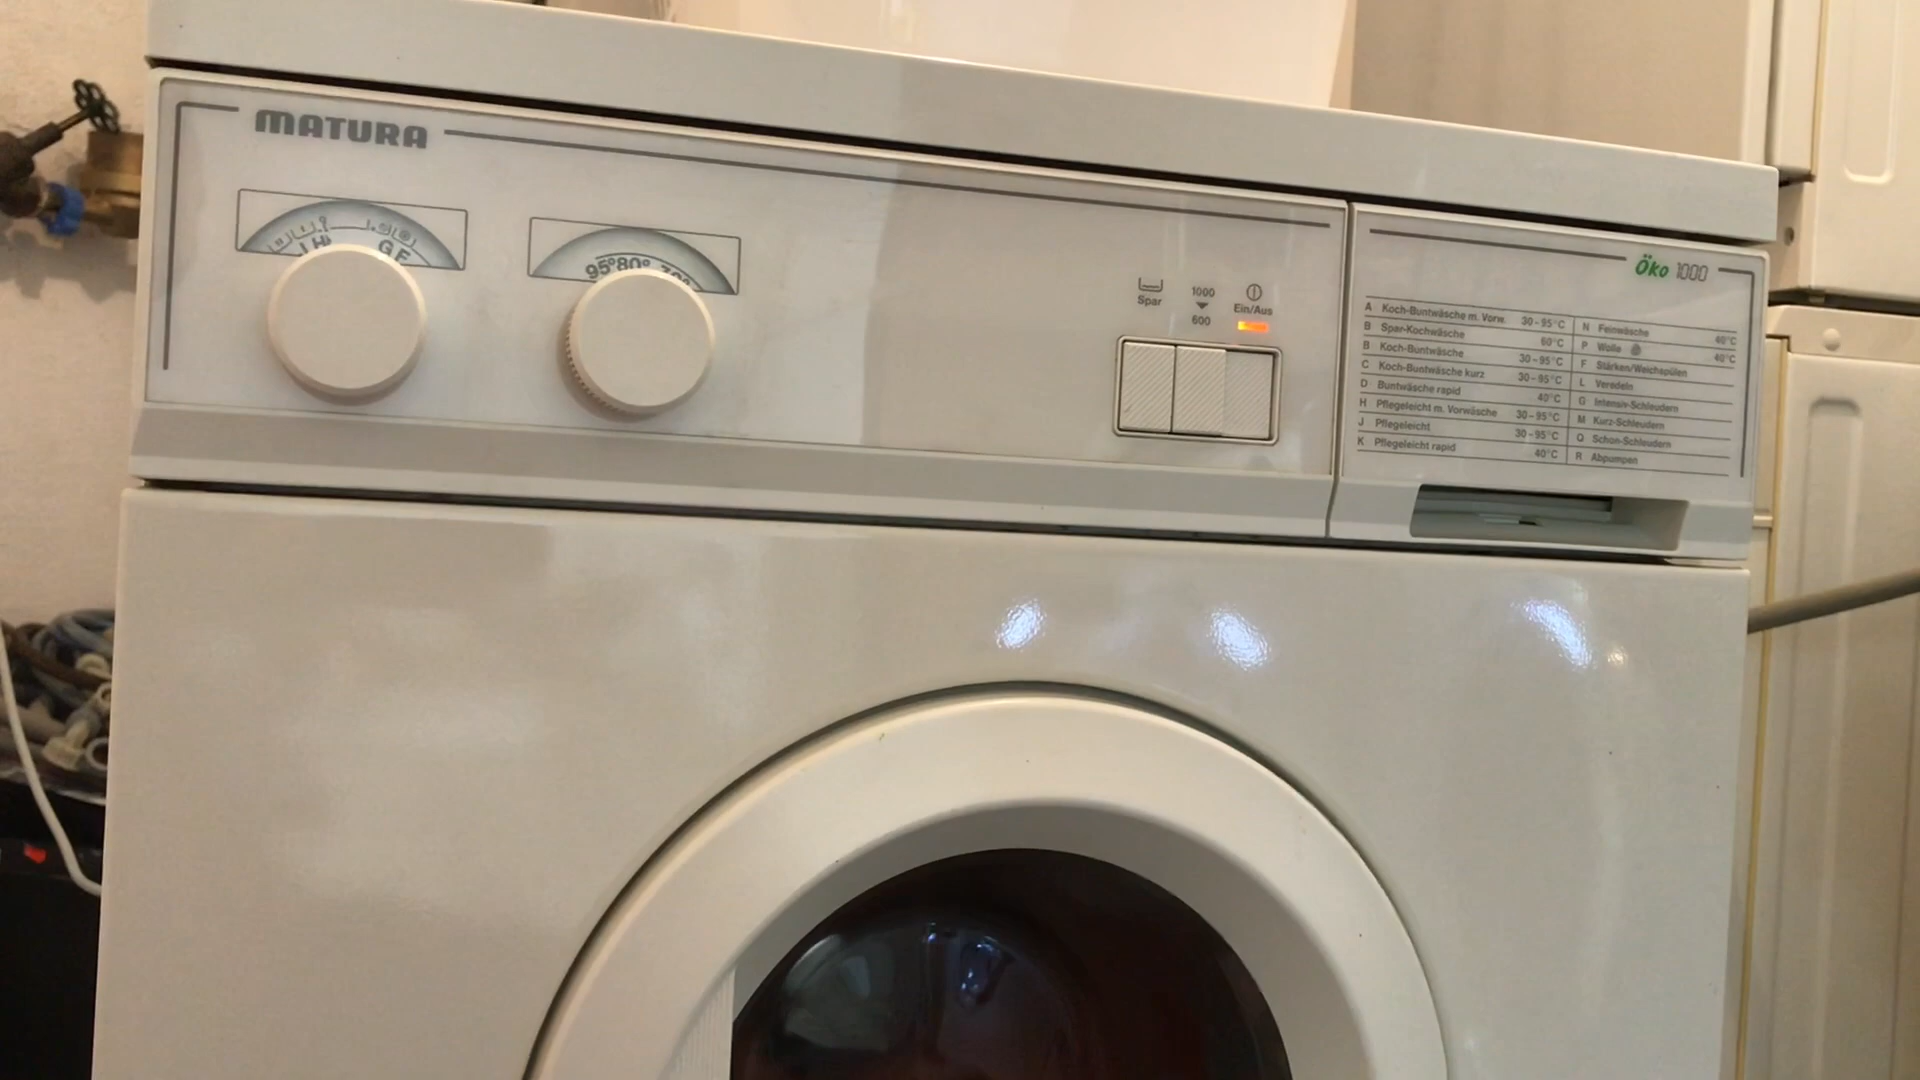 MATURA
95° 80°
G F
Spar
1000
600
Ein/Aus
Öko 1000
A Koch-Buntwäsche m. Vorw. 30-95°C
B Spar-Kochwäsche 60°C
B Koch-Buntwäsche 30-95°C
C Koch-Buntwäsche kurz 30-95°C
D Buntwäsche rapid 40°C
H Pflegeleicht m. Vorwäsche 30-95°C
J Pflegeleicht 30-95°C
K Pflegeleicht rapid 40°C
N Feinwäsche 40°C
P Wolle 40°C
F Stärken/Weichspülen
L Veredeln
G Intensiv-Schleudern
M Kurz-Schleudern
Q Schon-Schleudern
R Abpumpen